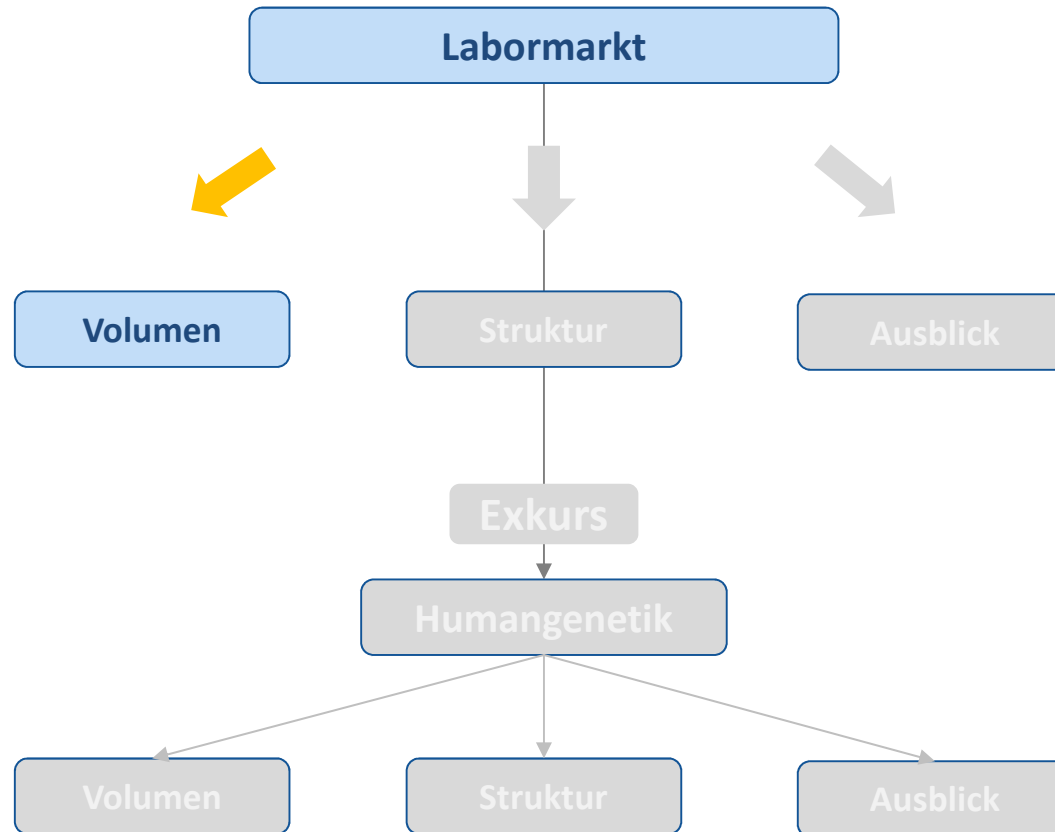 Labormarkt
Volumen
Struktur
Ausblick
Exkurs
Humangenetik
Volumen
Struktur
Ausblick